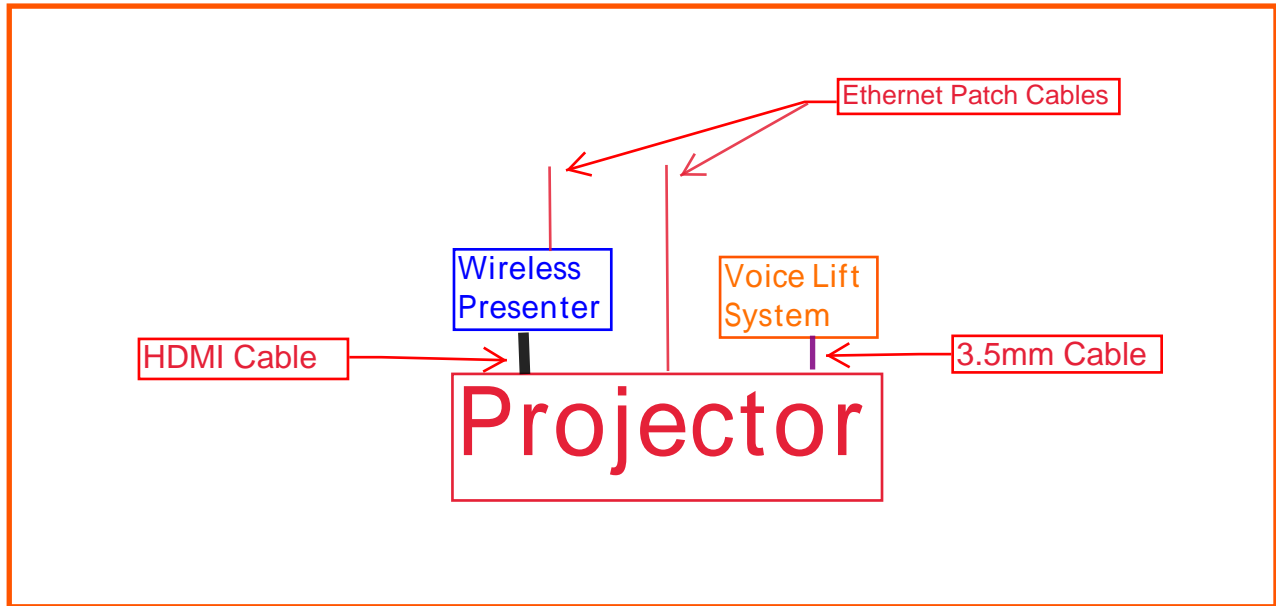 Ethernet Patch Cables
Wireless
Presenter
Voice Lift
System
HDMI Cable
3.5mm Cable
Projector